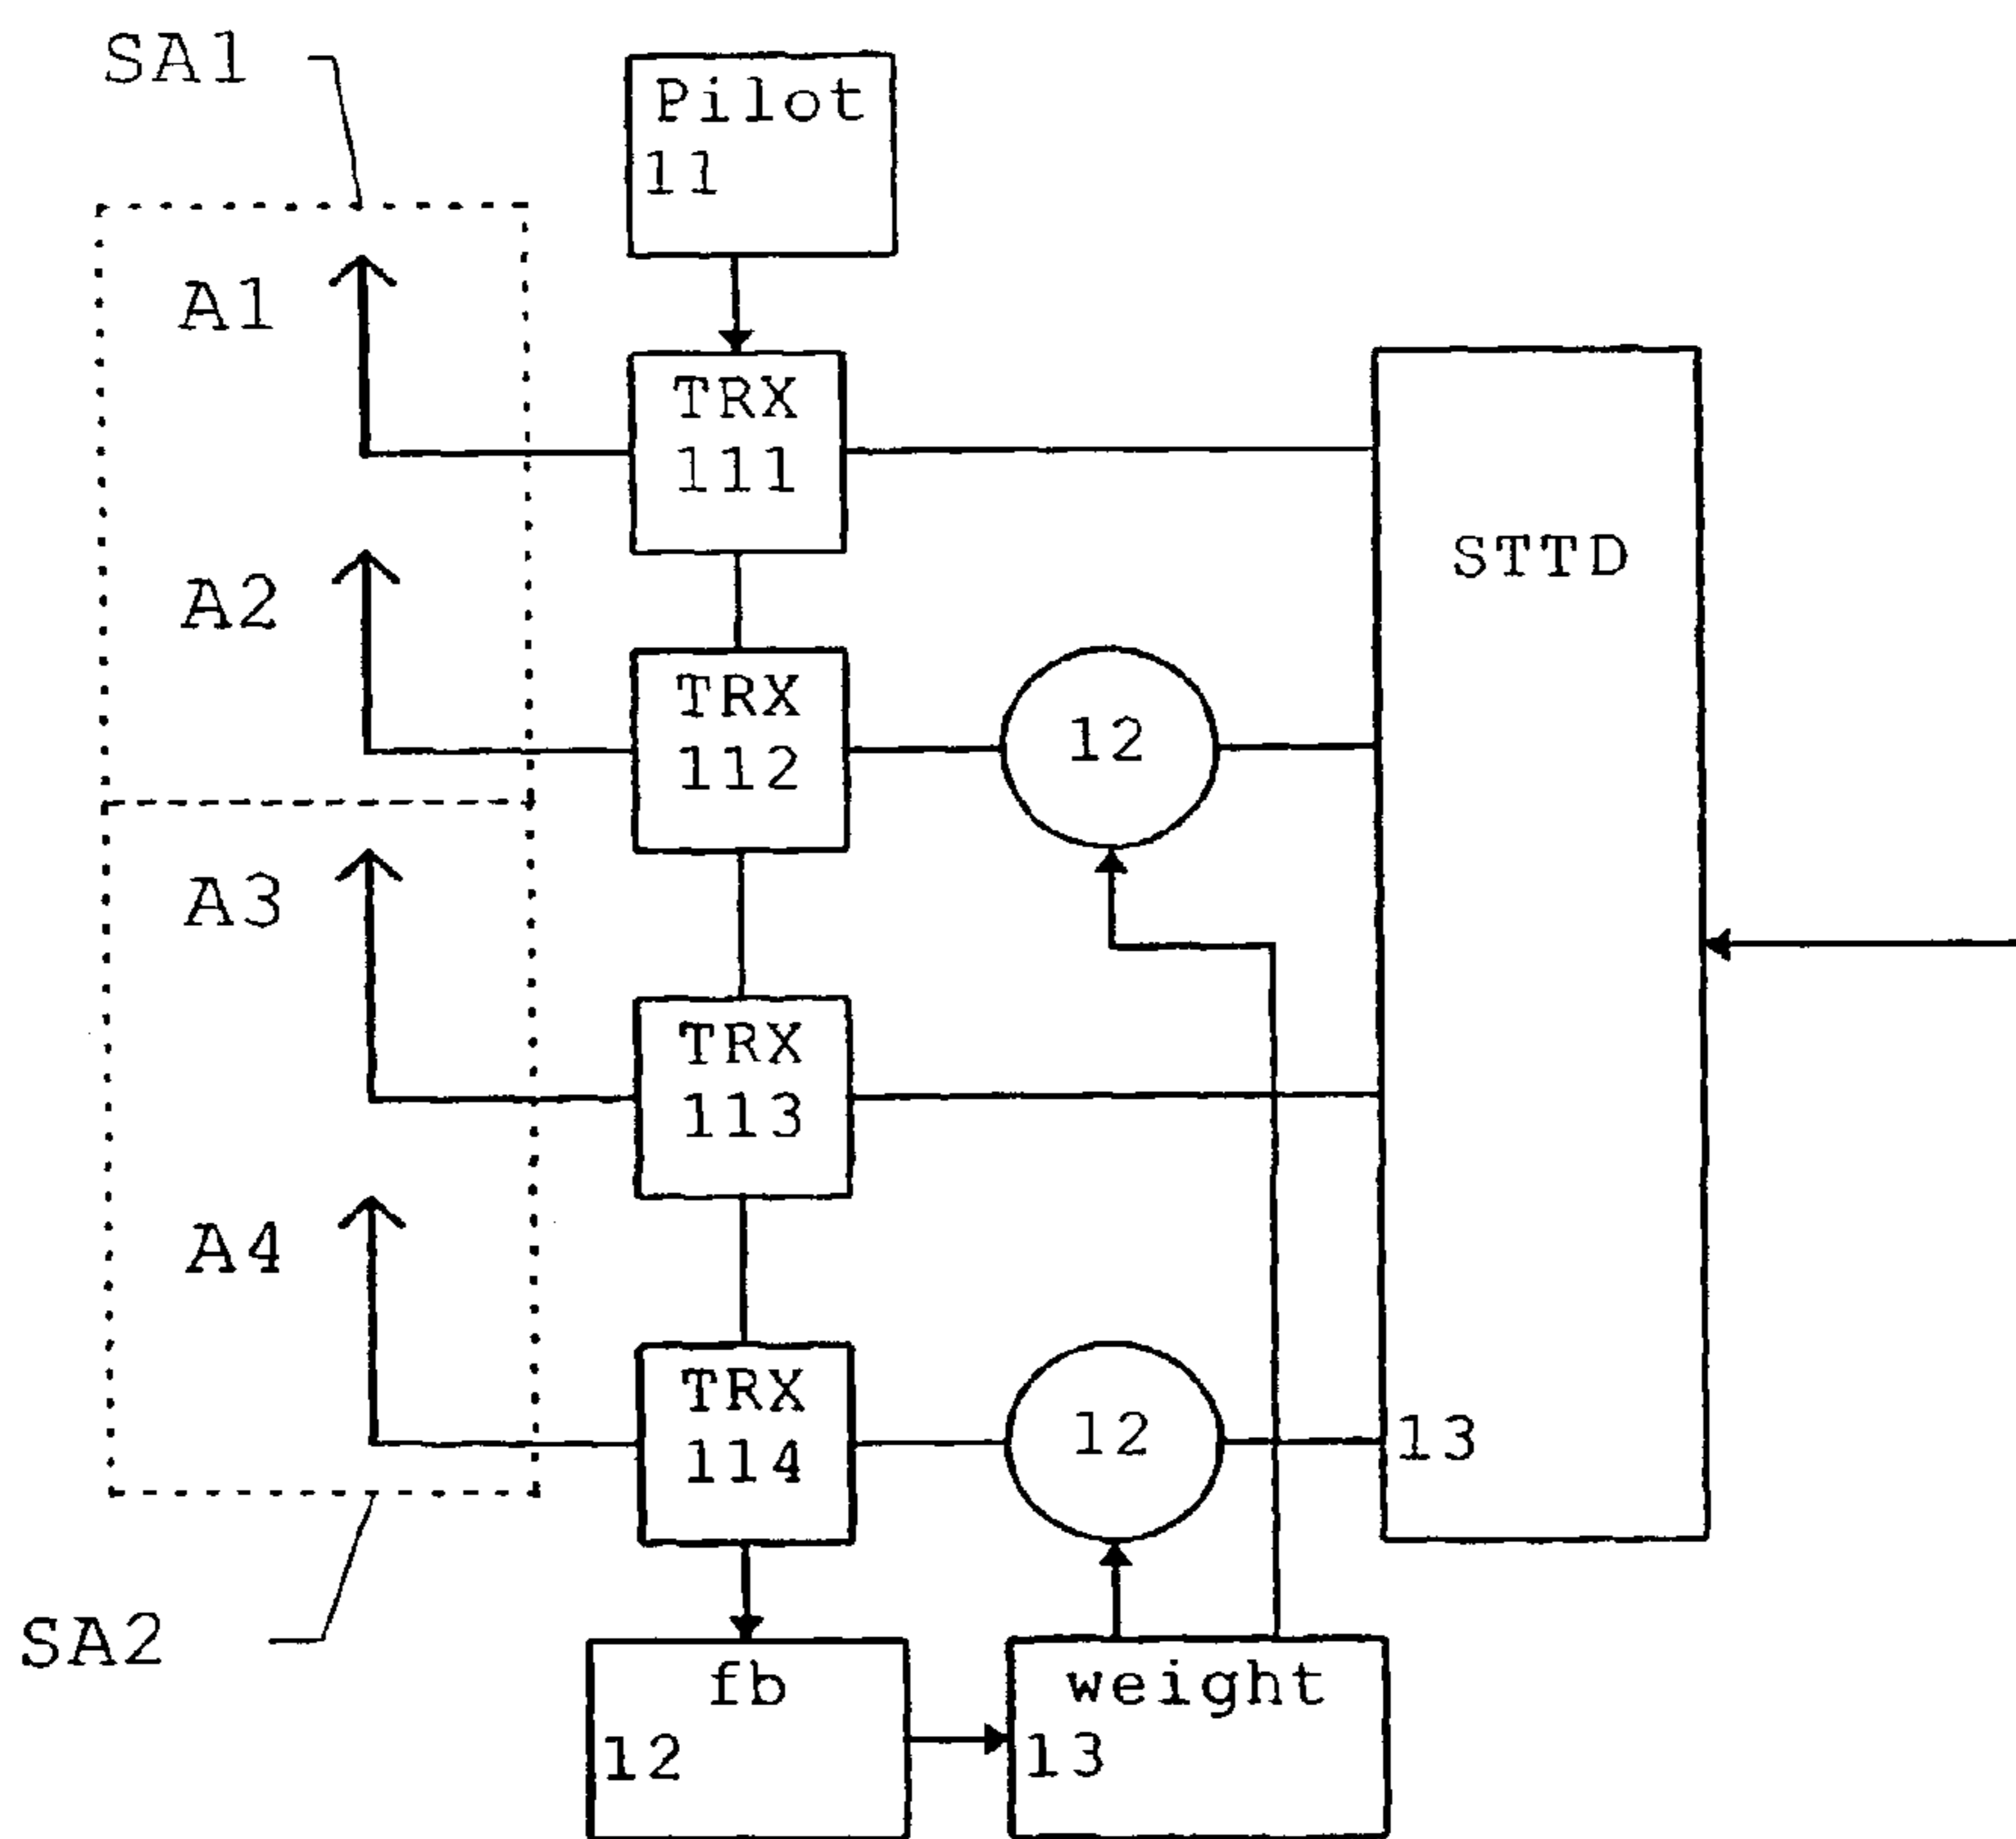 SA1
Pilot
11
A1
TRX
111
STTD
A2
TRX
112
12
A3
TRX
113
A4
TRX
114
12
13
SA2
fb
12
weight
13